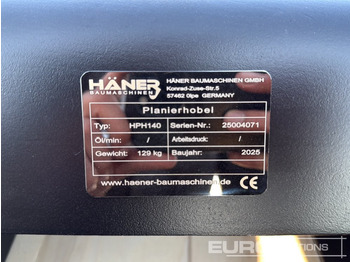 HÄNER
BAUMASCHINEN
HÄNER BAUMASCHINEN GMBH
Konrad-Zuse-Str.5
57462 Olpe GERMANY
Planierhobel
Typ: HPH140 Serien-Nr.: 25004071
Öl/min: / Arbeitsdruck: /
Gewicht: 129 kg Baujahr: 2025
www.haener-baumaschinen.de CE
EURO
AUCTIONS